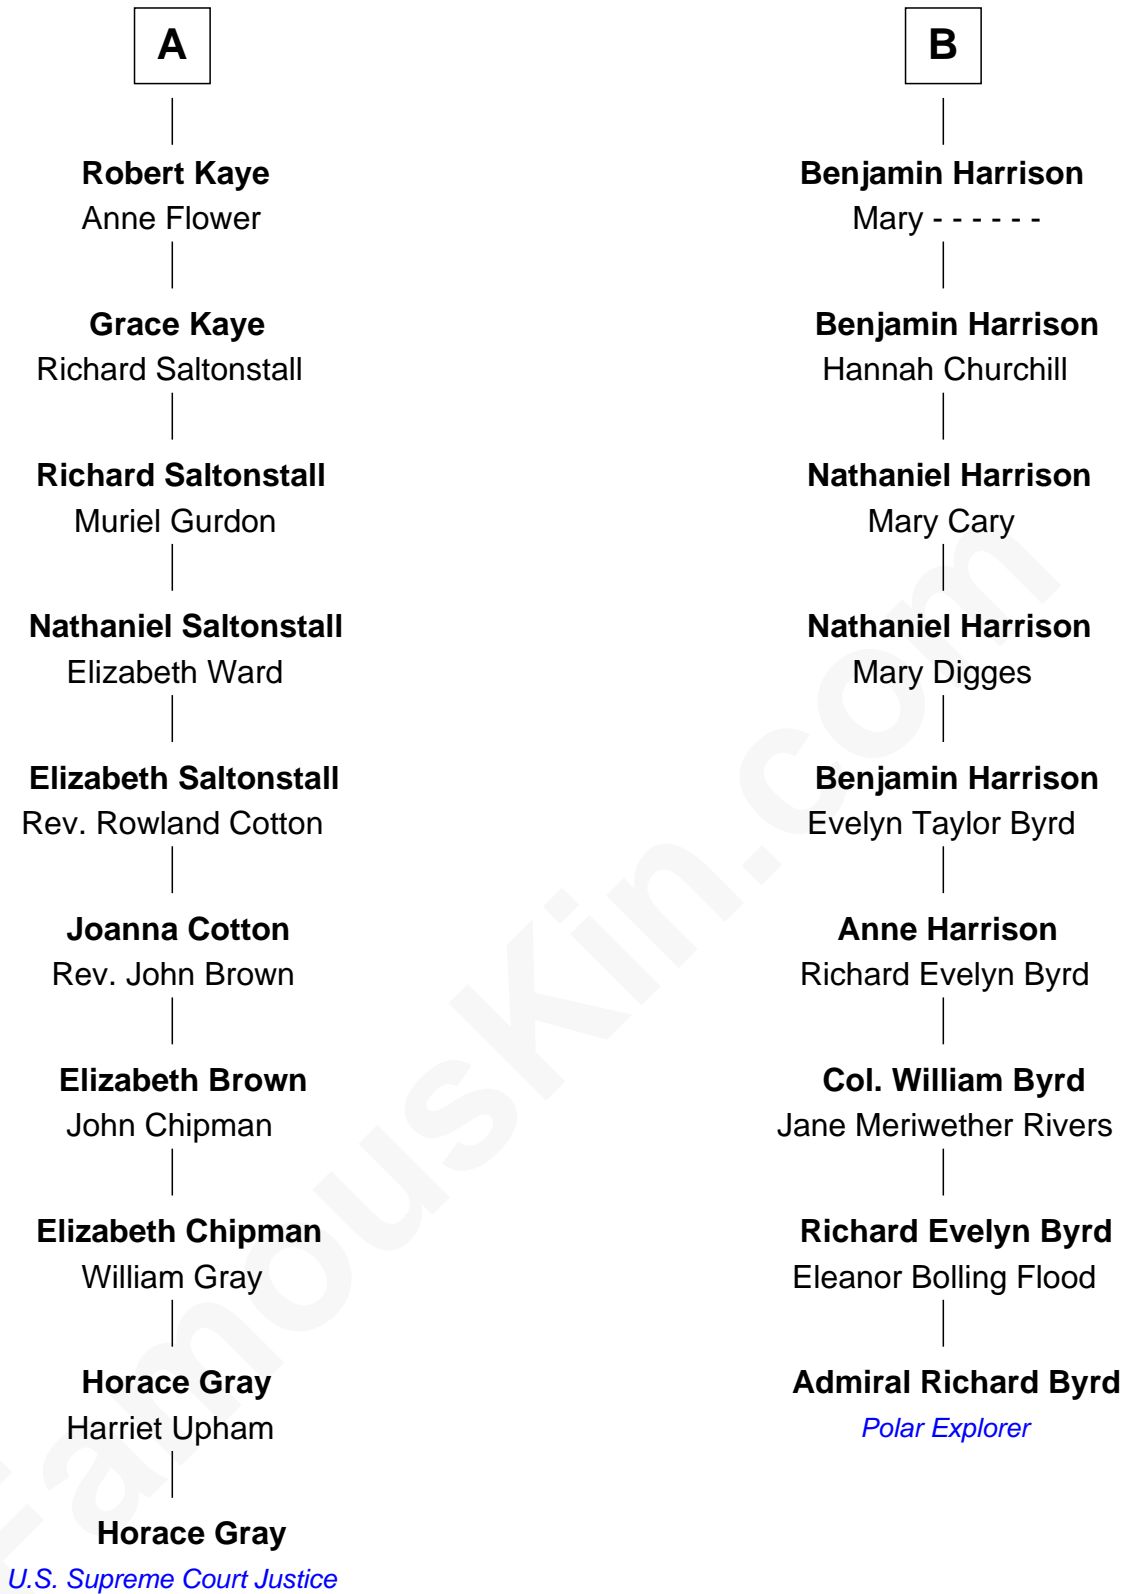 A
Robert Kaye
Anne Flower
Grace Kaye
Richard Saltonstall
Richard Saltonstall
Muriel Gurdon
Nathaniel Saltonstall
Elizabeth Ward
Elizabeth Saltonstall
Rev. Rowland Cotton
Joanna Cotton
Rev. John Brown
Elizabeth Brown
John Chipman
Elizabeth Chipman
William Gray
Horace Gray
Harriet Upham
Horace Gray
U.S. Supreme Court Justice
B
Benjamin Harrison
Mary - - - - - -
Benjamin Harrison
Hannah Churchill
Nathaniel Harrison
Mary Cary
Nathaniel Harrison
Mary Digges
Benjamin Harrison
Evelyn Taylor Byrd
Anne Harrison
Richard Evelyn Byrd
Col. William Byrd
Jane Meriwether Rivers
Richard Evelyn Byrd
Eleanor Bolling Flood
Admiral Richard Byrd
Polar Explorer
FamousKin.com